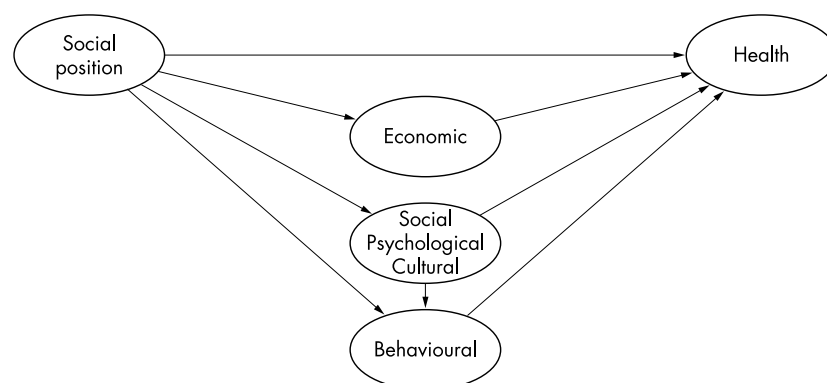 Social
position
Health
Economic
Social
Psychological
Cultural
Behavioural